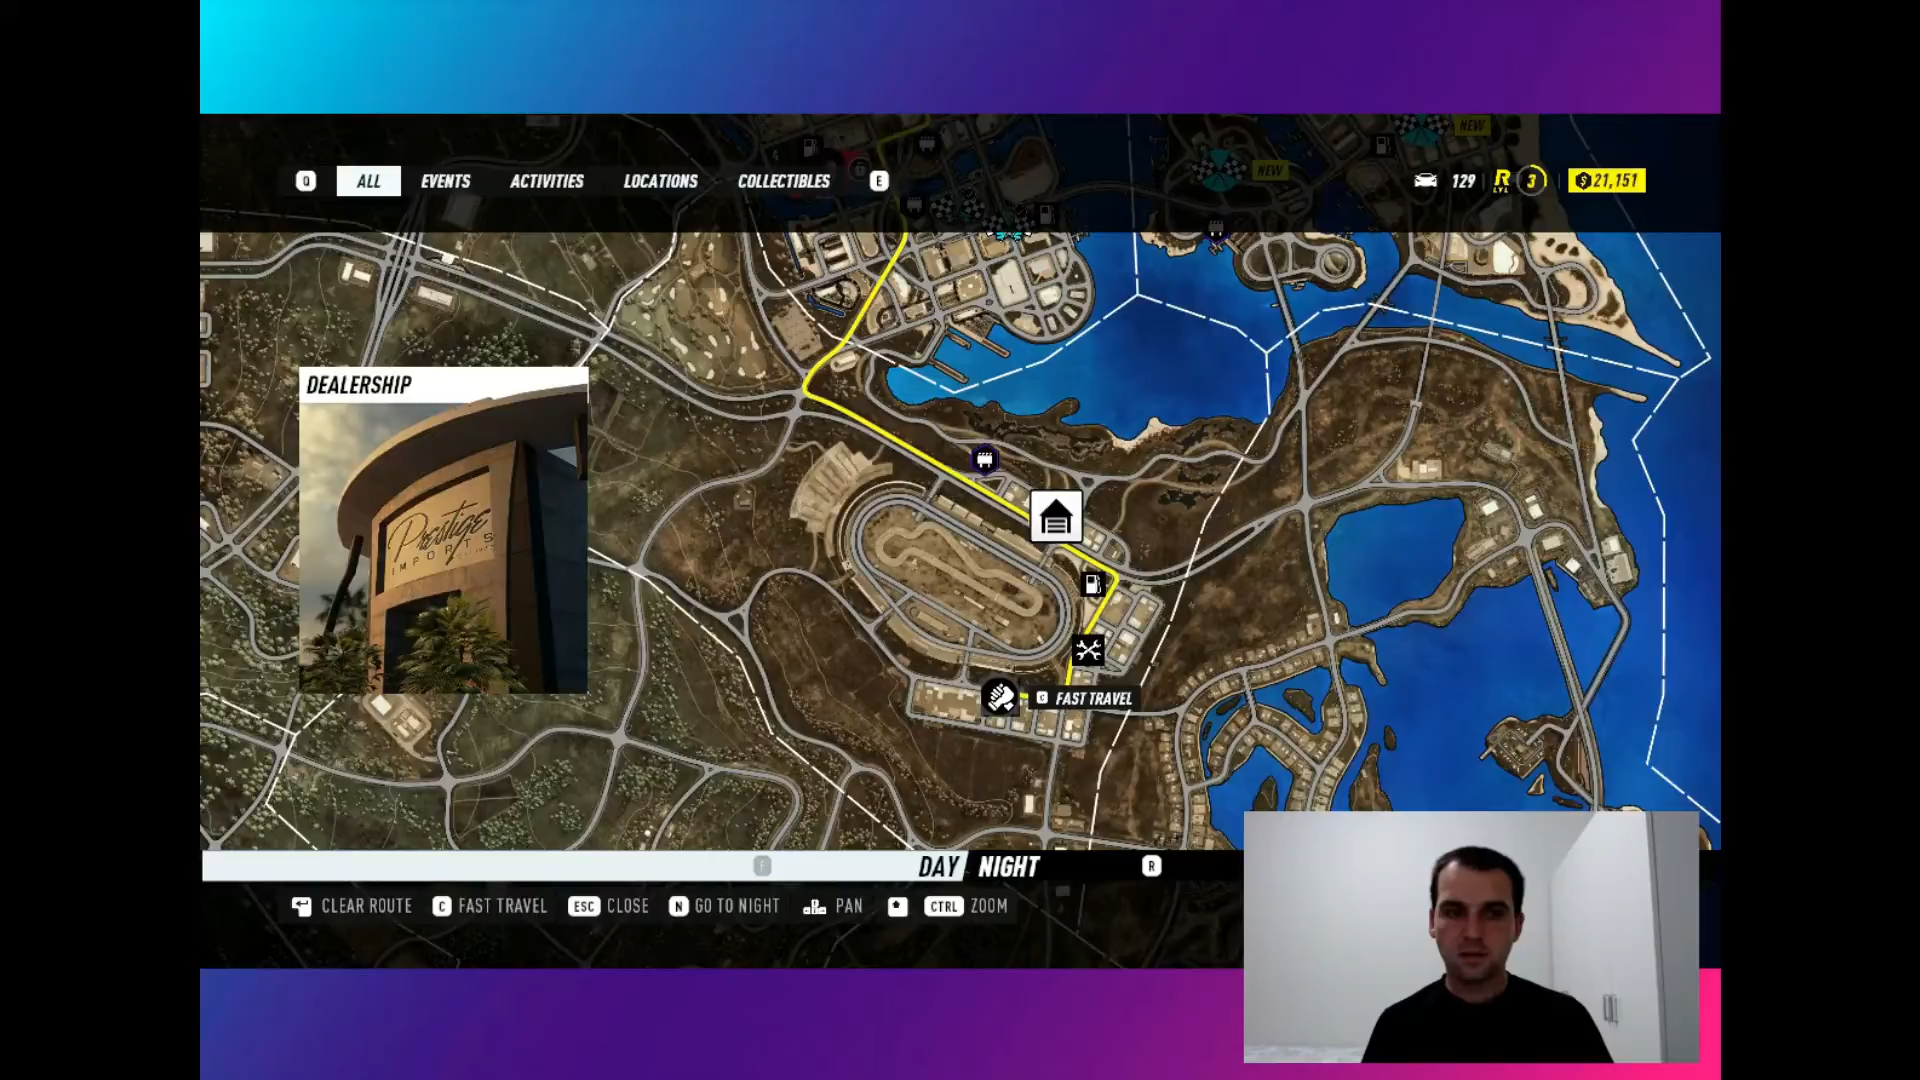 NEW
NEW
Q ALL EVENTS ACTIVITIES LOCATIONS COLLECTIBLES E
129 R LVL 3 21,151
DEALERSHIP
Prestige
IMPORTS
FAST TRAVEL
F DAY NIGHT R
CLEAR ROUTE C FAST TRAVEL ESC CLOSE N GO TO NIGHT PAN CTRL ZOOM